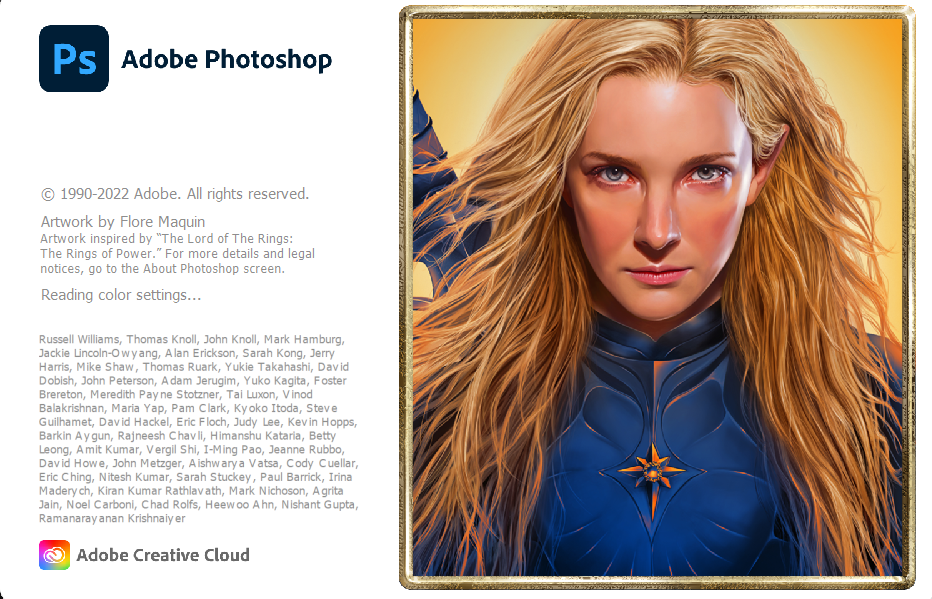 Ps Adobe Photoshop
© 1990-2022 Adobe. All rights reserved.
Artwork by Flore Maquin
Artwork inspired by “The Lord of The Rings:
The Rings of Power.” For more details and legal
notices, go to the About Photoshop screen.
Reading color settings...
Russell Williams, Thomas Knoll, John Knoll, Mark Hamburg,
Jackie Lincoln-Owyang, Alan Erickson, Sarah Kong, Jerry
Harris, Mike Shaw, Thomas Ruark, Yukie Takahashi, David
Dobish, John Peterson, Adam Jerugim, Yuko Kagita, Foster
Brereton, Meredith Payne Stotzner, Tai Luxon, Vinod
Balakrishnan, Maria Yap, Pam Clark, Kyoko Itoda, Steve
Guilhamet, David Hackel, Eric Floch, Judy Lee, Kevin Hopps,
Barkin Aygun, Rajneesh Chavli, Himanshu Kataria, Betty
Leong, Amit Kumar, Vergil Shi, I-Ming Pao, Jeanne Rubbo,
David Howe, John Metzger, Aishwarya Vatsa, Cody Cuellar,
Eric Ching, Nitesh Kumar, Sarah Stuckey, Paul Barrick, Irina
Maderych, Kiran Kumar Rathlavath, Mark Nichoson, Agrita
Jain, Noel Carboni, Chad Rolfs, Heewoo Ahn, Nishant Gupta,
Ramanarayanan Krishnaiyer
Adobe Creative Cloud